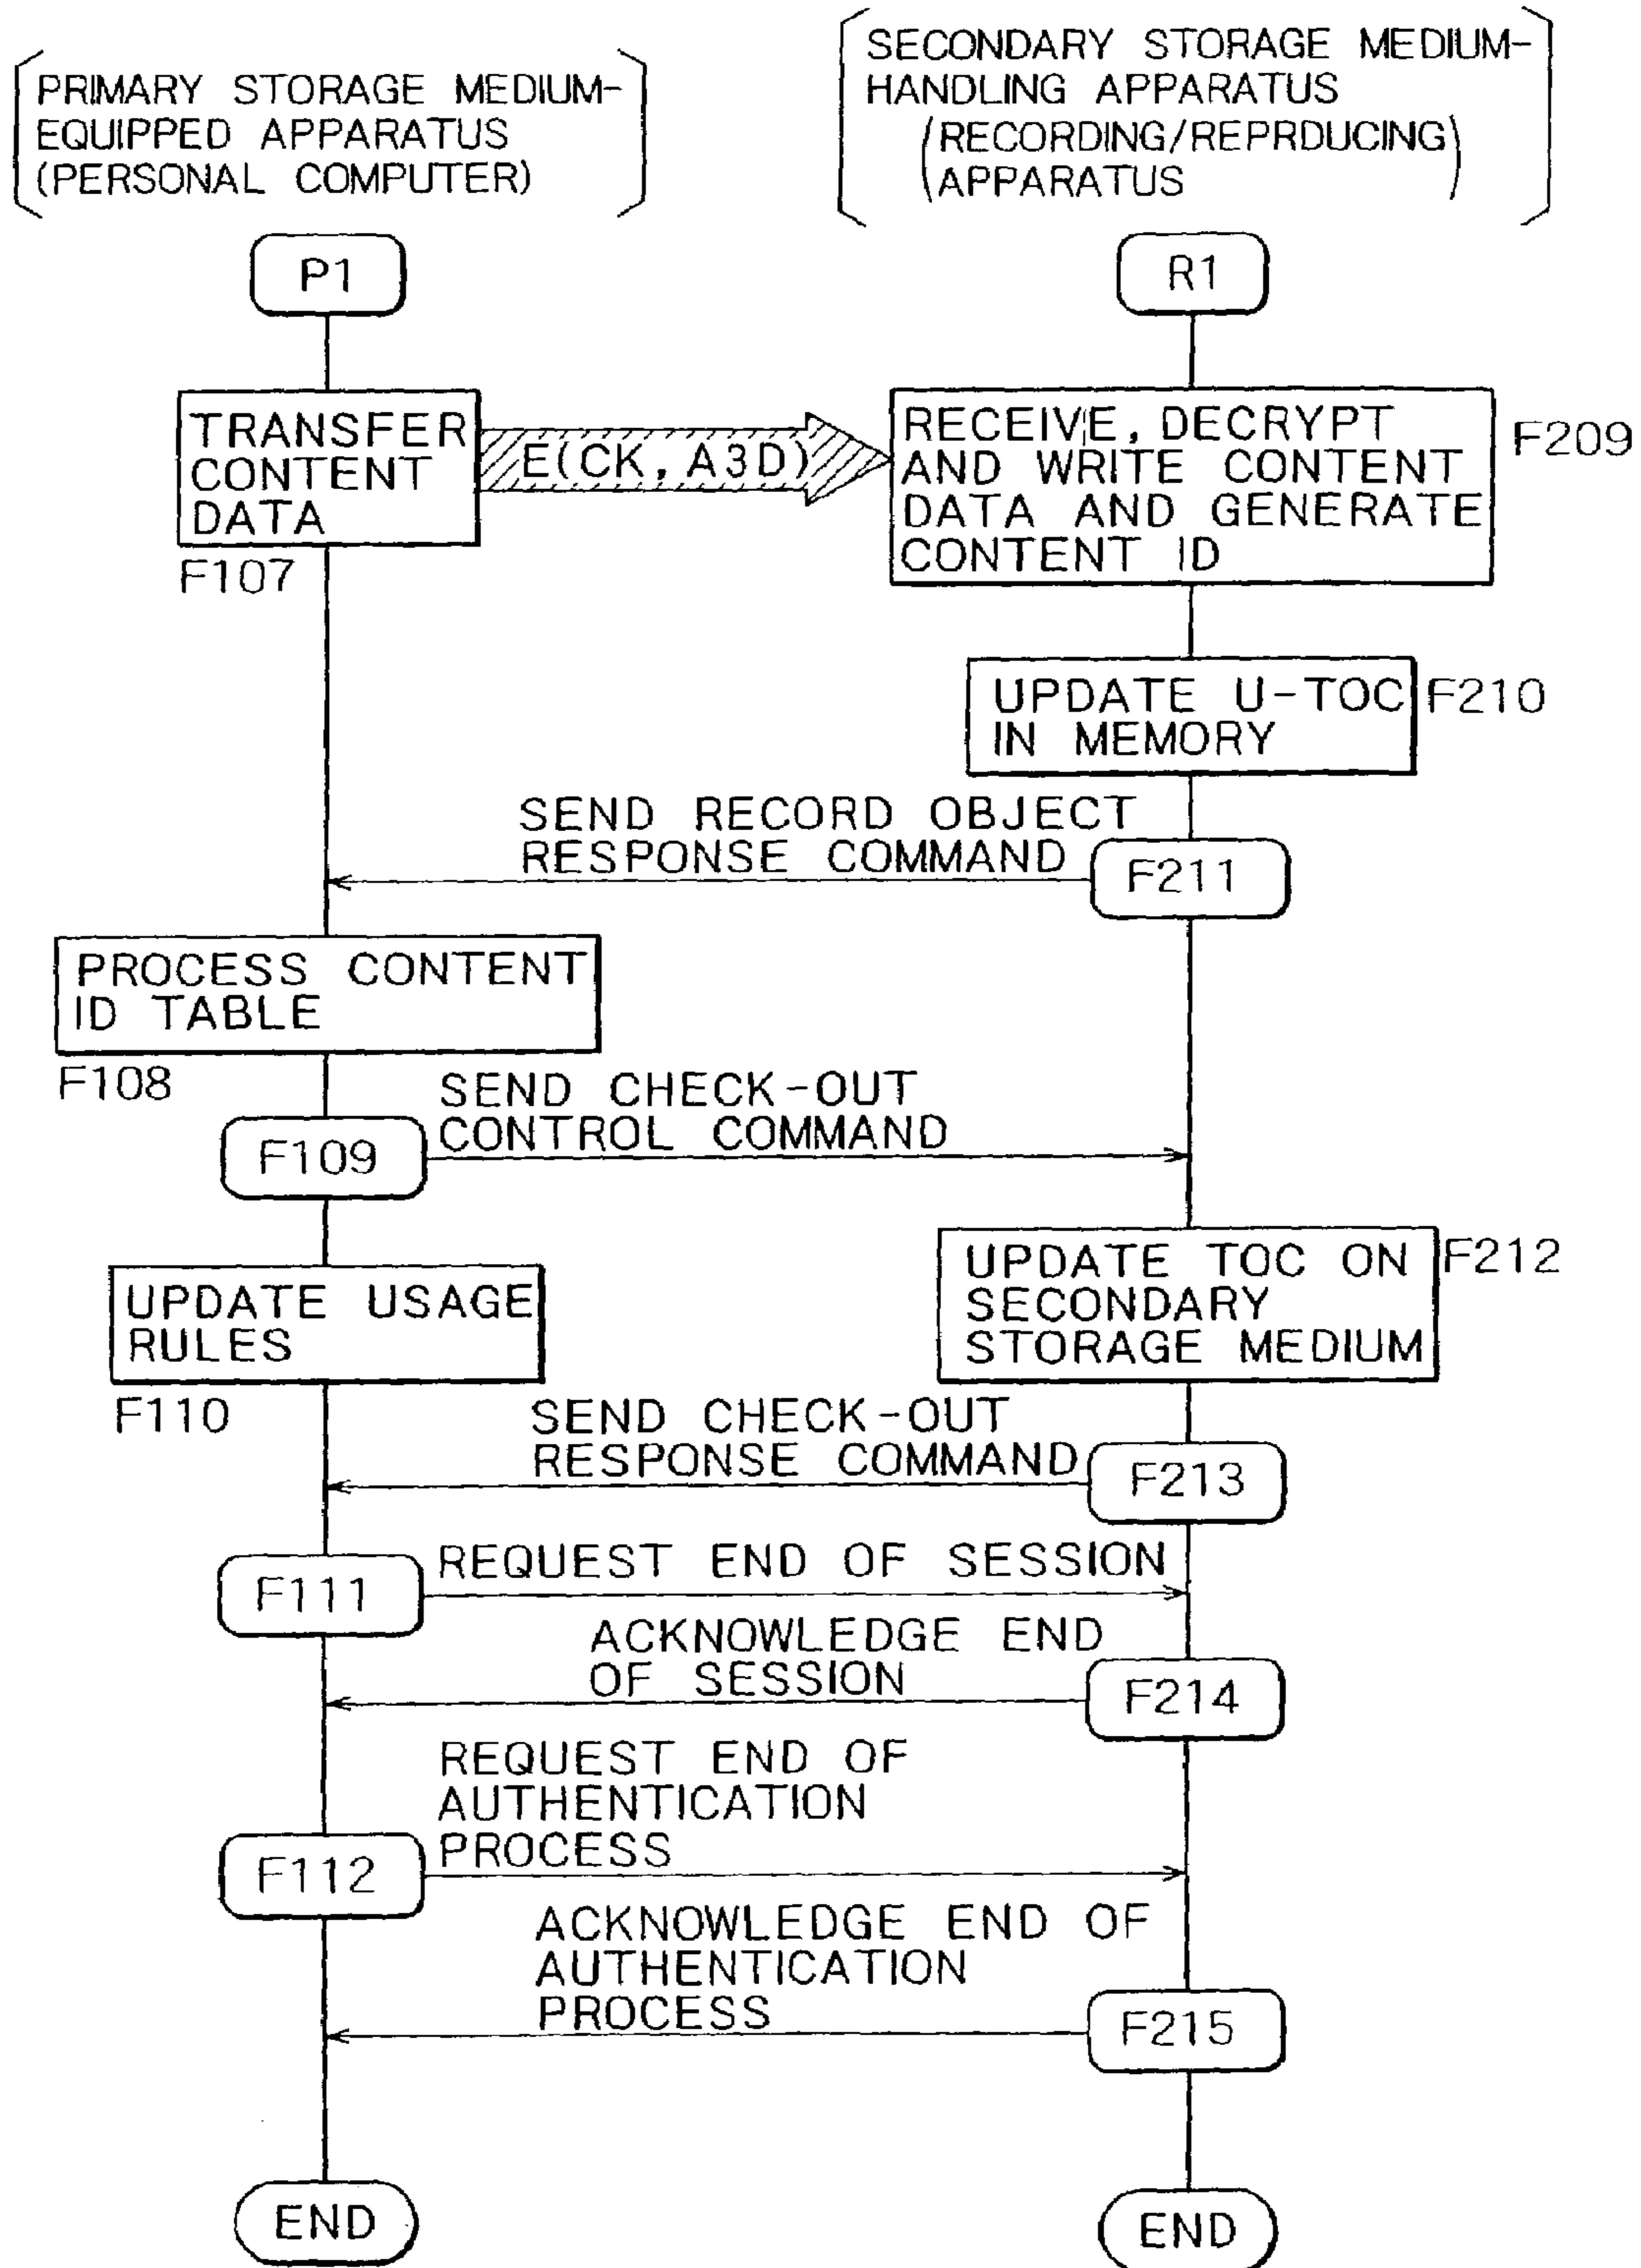 PRIMARY STORAGE MEDIUM-
EQUIPPED APPARATUS
(PERSONAL COMPUTER)
SECONDARY STORAGE MEDIUM-
HANDLING APPARATUS
(RECORDING/REPRDUCING
APPARATUS)
P1
R1
TRANSFER
CONTENT
DATA
F107
E(CK, A3D)
RECEIVE, DECRYPT
AND WRITE CONTENT
DATA AND GENERATE
CONTENT ID
F209
UPDATE U-TOC
IN MEMORY
F210
SEND RECORD OBJECT
RESPONSE COMMAND
F211
PROCESS CONTENT
ID TABLE
F108
SEND CHECK-OUT
CONTROL COMMAND
F109
UPDATE USAGE
RULES
F110
UPDATE TOC ON
SECONDARY
STORAGE MEDIUM
F212
SEND CHECK-OUT
RESPONSE COMMAND
F213
F111
REQUEST END OF SESSION
ACKNOWLEDGE END
OF SESSION
F214
REQUEST END OF
AUTHENTICATION
PROCESS
F112
ACKNOWLEDGE END OF
AUTHENTICATION
PROCESS
F215
END
END